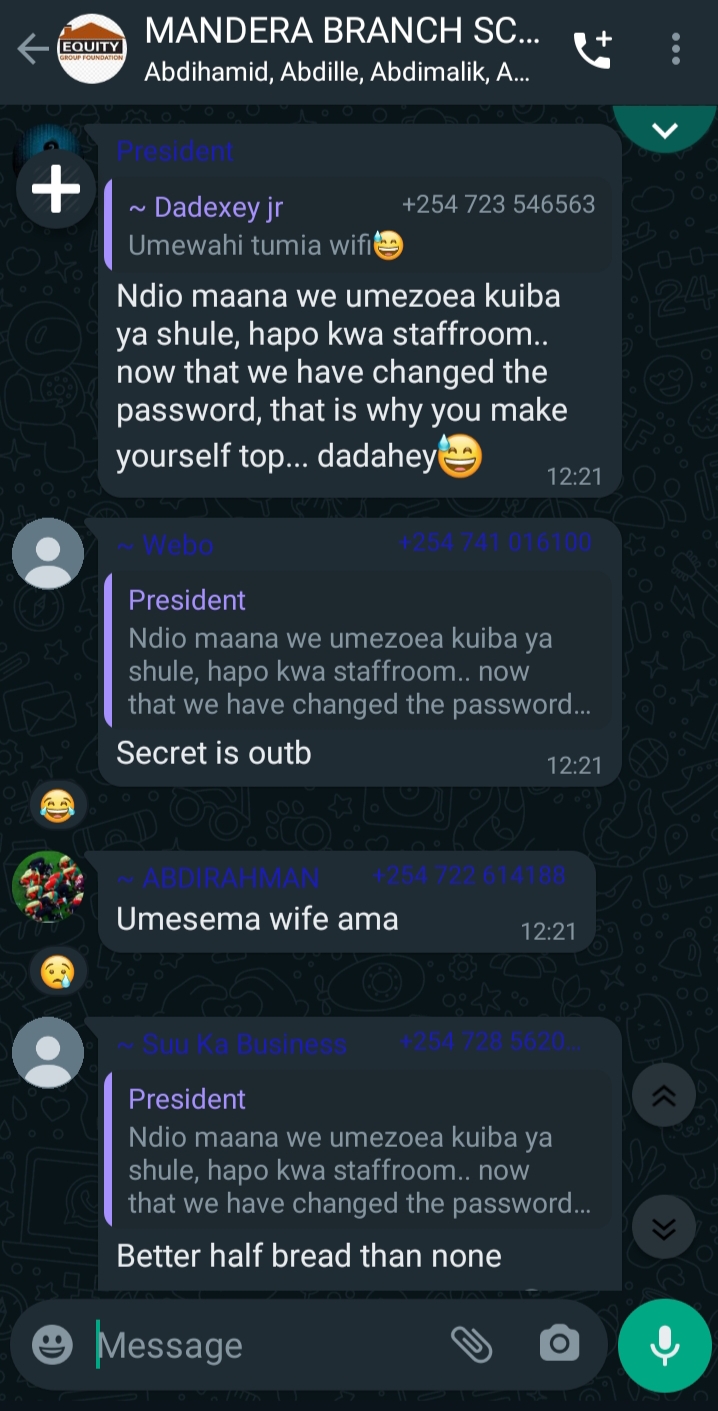 EQUITY
GROUP FOUNDATION
MANDERA BRANCH SC...
Abdihamid, Abdille, Abdimalik, A...
President
~ Dadexey jr +254 723 546563
Umewahi tumia wifi😅
Ndio maana we umezoea kuiba
ya shule, hapo kwa staffroom..
now that we have changed the
password, that is why you make
yourself top... dadahey😅
12:21
~ Webo +254 741 016100
President
Ndio maana we umezoea kuiba ya
shule, hapo kwa staffroom.. now
that we have changed the password...
Secret is outb
12:21
😂
~ ABDIRAHMAN +254 722 614188
Umesema wife ama
12:21
😢
~ Suu Ka Business +254 728 5620...
President
Ndio maana we umezoea kuiba ya
shule, hapo kwa staffroom.. now
that we have changed the password...
Better half bread than none
Message